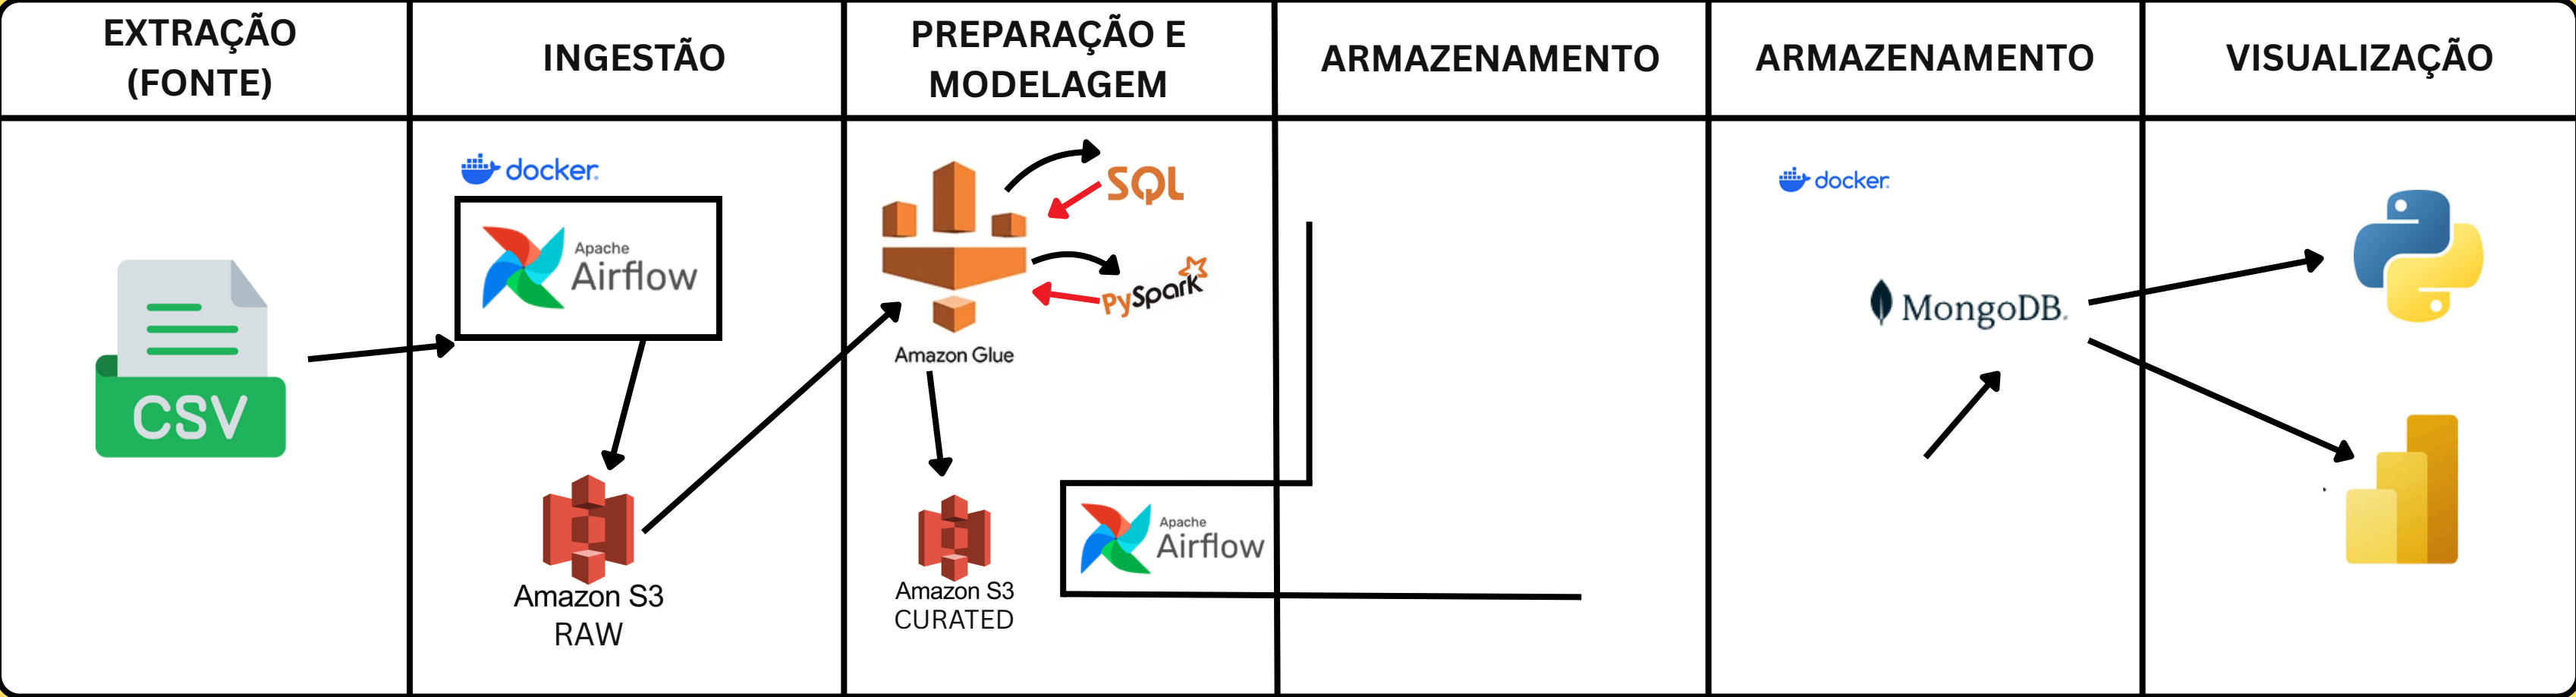 EXTRAÇÃO
(FONTE)
INGESTÃO
PREPARAÇÃO E
MODELAGEM
ARMAZENAMENTO
ARMAZENAMENTO
VISUALIZAÇÃO
CSV
docker
Apache
Airflow
Amazon S3
RAW
SQL
PySpark
Amazon Glue
Amazon S3
CURATED
Apache
Airflow
docker
MongoDB.